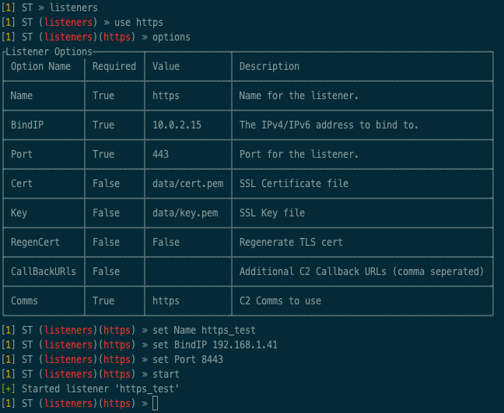 [1] ST » listeners
[1] ST (listeners) » use https
[1] ST (listeners)(https) » options
Listener Options
Option Name Required Value Description
Name True https Name for the listener.
BindIP True 10.0.2.15 The IPv4/IPv6 address to bind to.
Port True 443 Port for the listener.
Cert False data/cert.pem SSL Certificate file
Key False data/key.pem SSL Key file
RegenCert False False Regenerate TLS cert
CallBackURls False Additional C2 Callback URLs (comma seperated)
Comms True https C2 Comms to use
[1] ST (listeners)(https) » set Name https_test
[1] ST (listeners)(https) » set BindIP 192.168.1.41
[1] ST (listeners)(https) » set Port 8443
[1] ST (listeners)(https) » start
[+] Started listener 'https_test'
[1] ST (listeners)(https) »